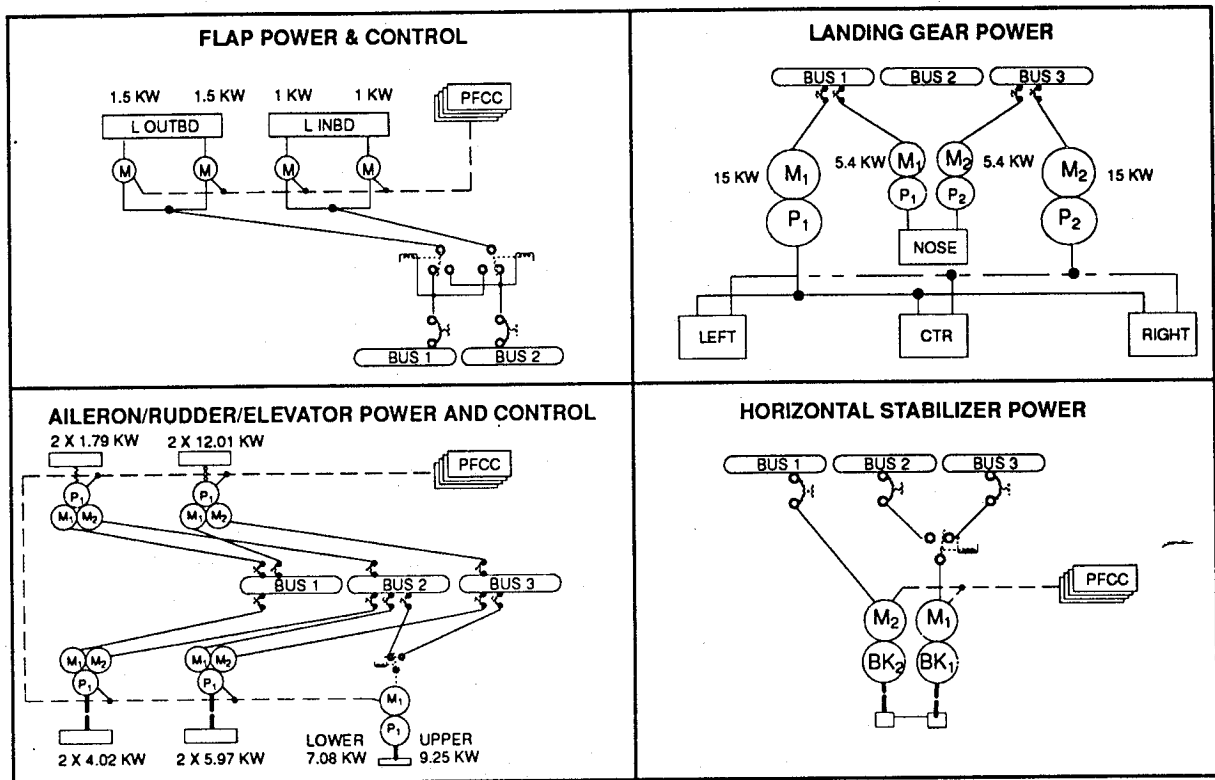 FLAP POWER & CONTROL
1.5 KW 1.5 KW 1 KW 1 KW
PFCC
L OUTBD L INBD
M M M M
BUS 1 BUS 2
LANDING GEAR POWER
BUS 1 BUS 2 BUS 3
15 KW M1 5.4 KW M1 M2 5.4 KW M2 15 KW
P1 P1 P2 P2
NOSE
LEFT CTR RIGHT
AILERON/RUDDER/ELEVATOR POWER AND CONTROL
2 X 1.79 KW 2 X 12.01 KW
PFCC
P1 P1
M1 M2 M1 M2
BUS 1 BUS 2 BUS 3
M1 M2 M1 M2
P1 P1
M1
P1
LOWER UPPER
2 X 4.02 KW 2 X 5.97 KW 7.08 KW 9.25 KW
HORIZONTAL STABILIZER POWER
BUS 1 BUS 2 BUS 3
PFCC
M2 M1
BK2 BK1